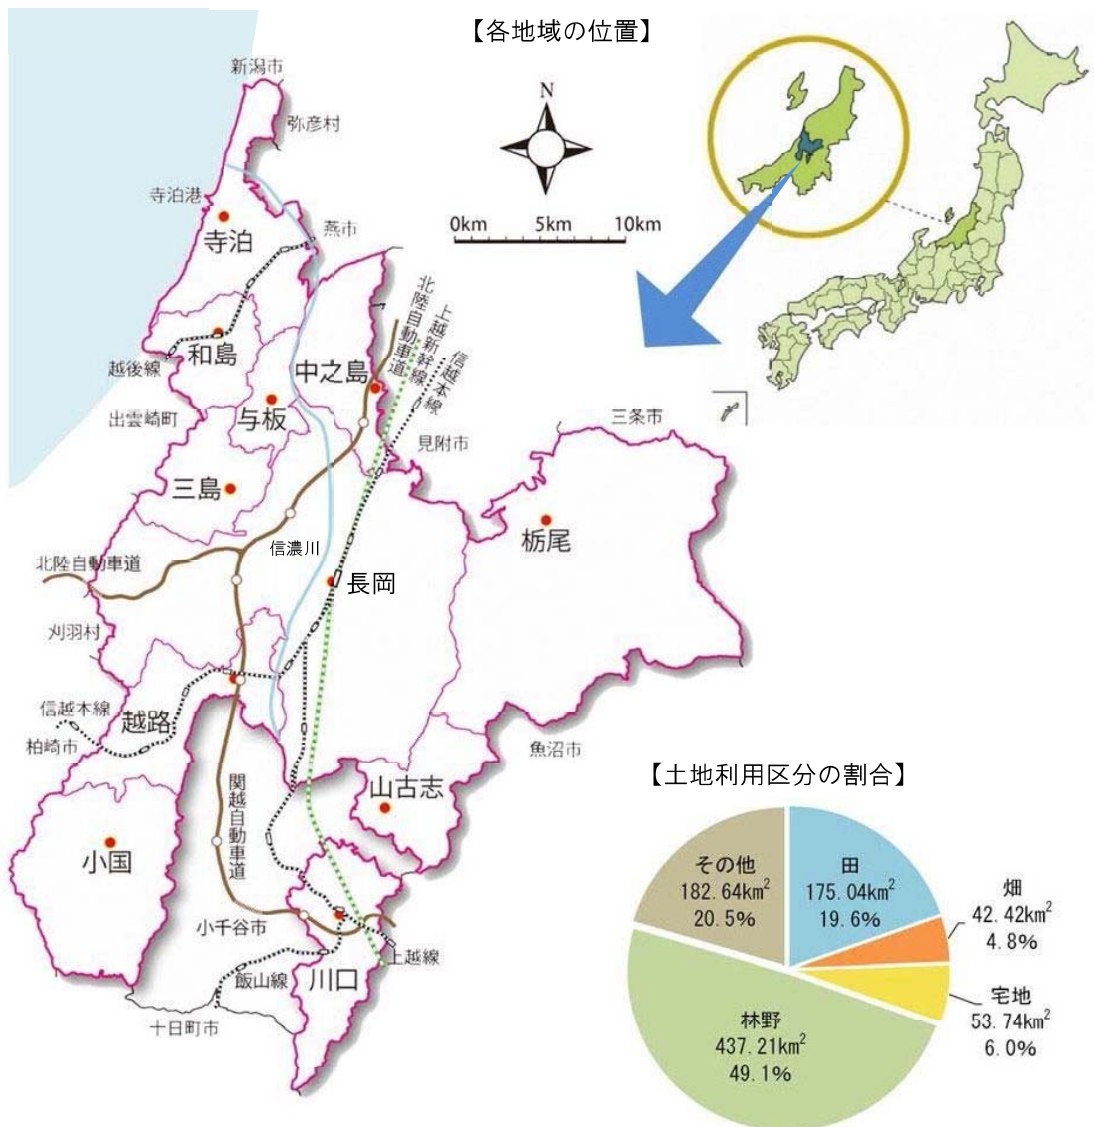 【各地域の位置】
新潟市
弥彦村
N
寺泊港
寺泊
燕市
0km 5km 10km
北陸自動車道
上越新幹線
信越本線
和島
越後線
中之島
出雲崎町
与板
三条市
見附市
三島
栃尾
信濃川
北陸自動車道
長岡
刈羽村
信越本線
越路
柏崎市
魚沼市
【土地利用区分の割合】
関越自動車道
山古志
小国
その他
182.64km²
20.5%
田
175.04km²
19.6%
畑
42.42km²
4.8%
小千谷市
上越線
飯山線
川口
宅地
53.74km²
6.0%
林野
437.21km²
49.1%
十日町市